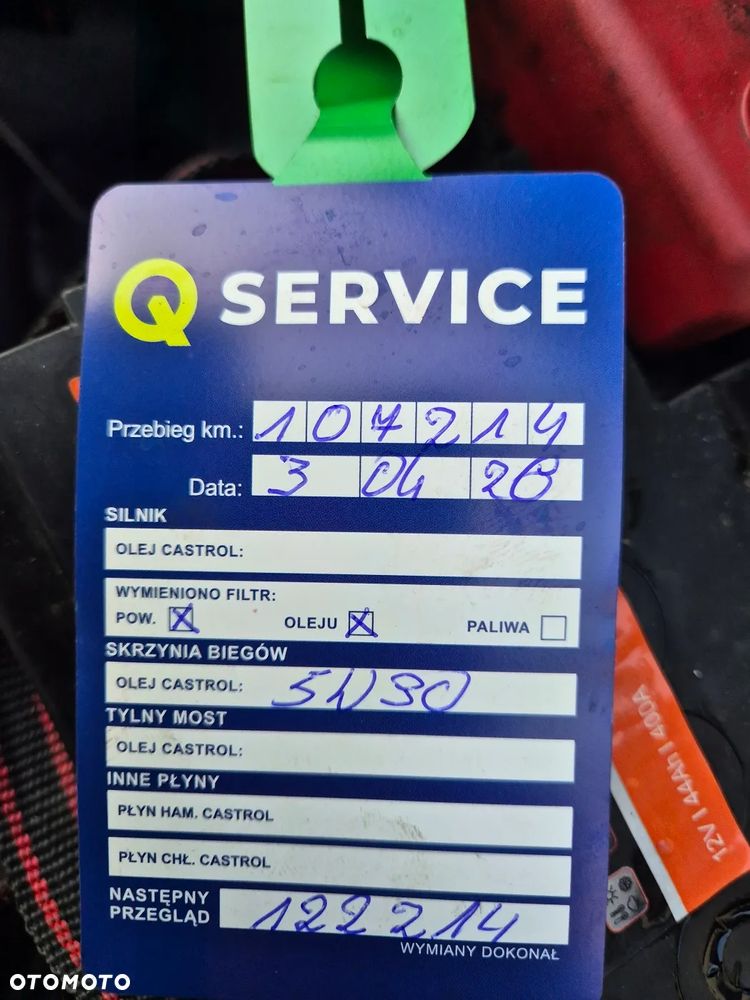 Q SERVICE
Przebieg km.: 107214
Data: 3 04 26
SILNIK
OLEJ CASTROL:
WYMIENIONO FILTR:
POW. ☒ OLEJU ☒ PALIWA ☐
SKRZYNIA BIEGÓW
OLEJ CASTROL: 5W30
TYLNY MOST
OLEJ CASTROL:
INNE PŁYNY
PŁYN HAM. CASTROL
PŁYN CHŁ. CASTROL
NASTĘPNY
PRZEGLĄD 122214
WYMIANY DOKONAŁ
12V I 44Ah I 400A
OTOMOTO